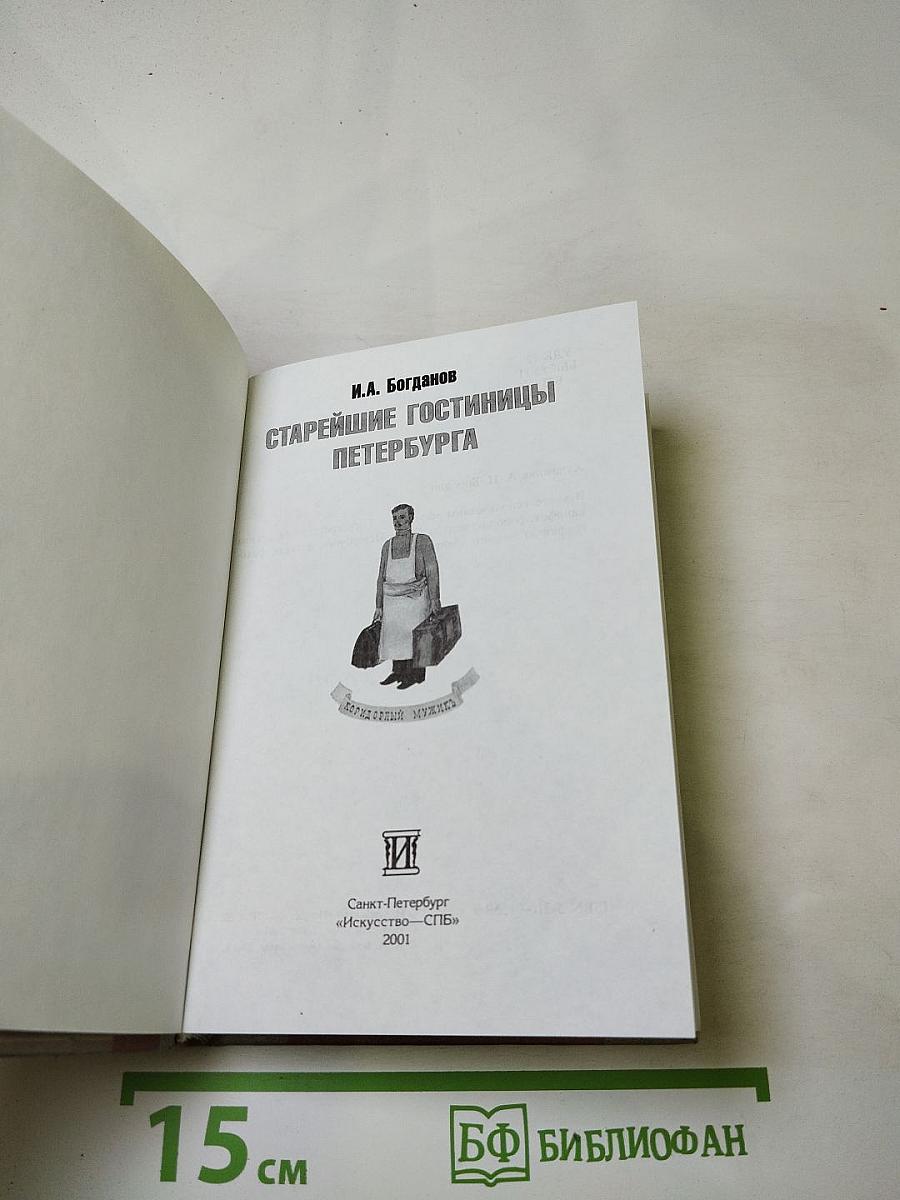 И.А. Богданов
СТАРЕЙШИЕ ГОСТИНИЦЫ
ПЕТЕРБУРГА
КОРИДОРНЫЙ МУЖИКЪ
И
Санкт-Петербург
«Искусство—СПБ»
2001
15 см
БФ БИБЛИОФАН